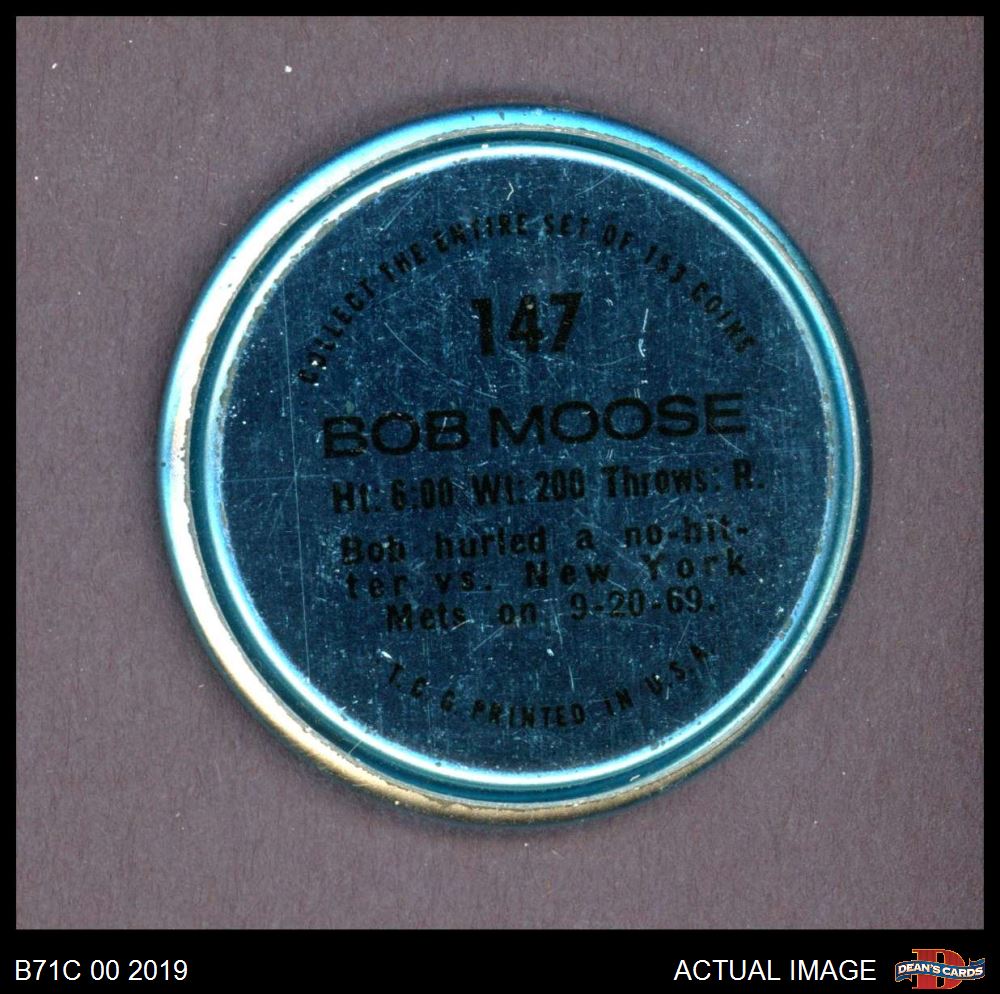 COLLECT THE ENTIRE SET OF 153 COINS
147
BOB MOOSE
Ht: 6:00 Wt: 200 Throws: R.
Bob hurled a no-hit-
ter vs. New York
Mets on 9-20-69.
T.C.G. PRINTED IN U.S.A.
B71C 00 2019
ACTUAL IMAGE
DEAN'S CARDS